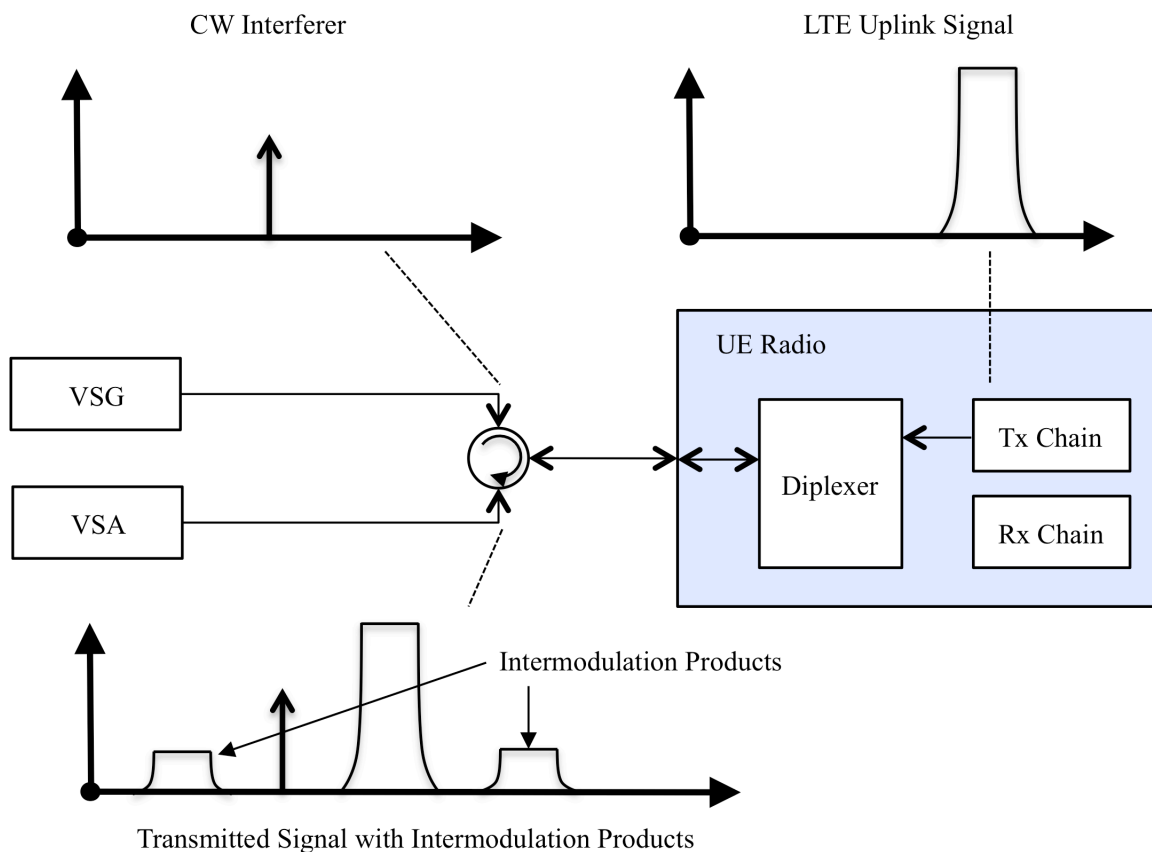 CW Interferer
LTE Uplink Signal
UE Radio
VSG
Tx Chain
Diplexer
VSA
Rx Chain
Intermodulation Products
Transmitted Signal with Intermodulation Products